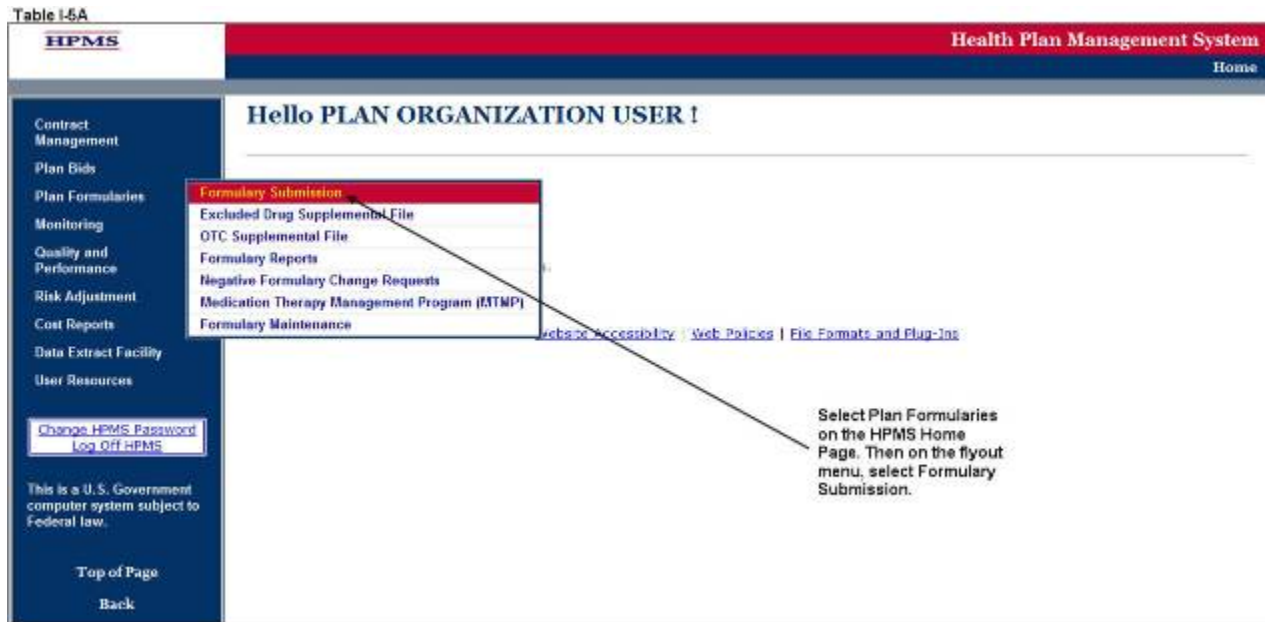 Table I-5A
HPMS
Health Plan Management System
Home
Hello PLAN ORGANIZATION USER !
Contract
Management
Plan Bids
Plan Formularies
Monitoring
Quality and
Performance
Risk Adjustment
Cost Reports
Data Extract Facility
User Resources
Change HPMS Password
Log Off HPMS
This is a U.S. Government
computer system subject to
Federal law.
Top of Page
Back
Formulary Submission
Excluded Drug Supplemental File
OTC Supplemental File
Formulary Reports
Negative Formulary Change Requests
Medication Therapy Management Program (MTMP)
Formulary Maintenance
Website Accessibility | Web Policies | File Formats and Plug-Ins
Select Plan Formularies
on the HPMS Home
Page. Then on the flyout
menu, select Formulary
Submission.